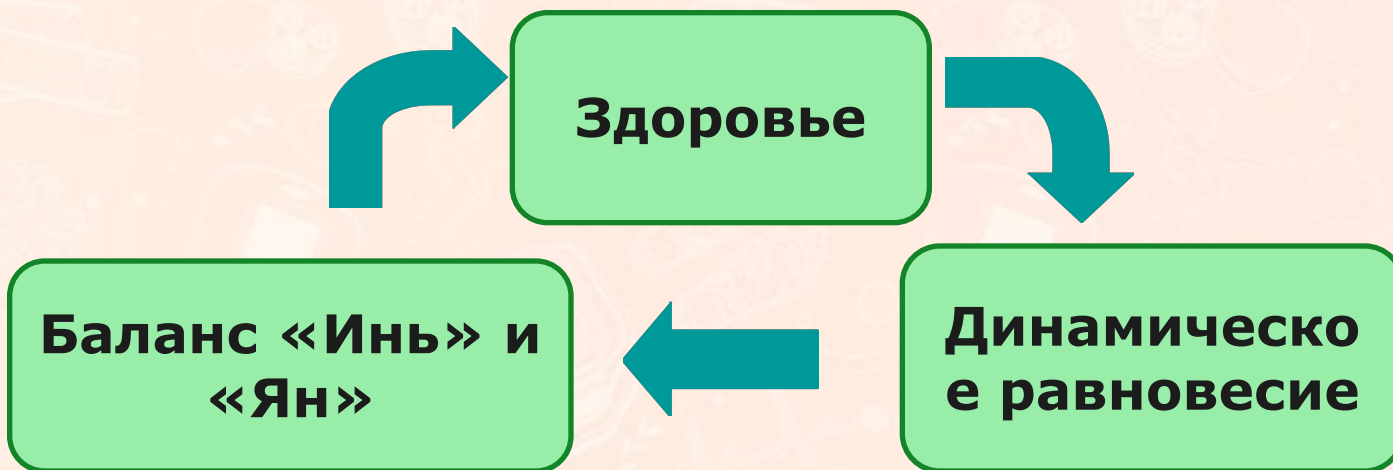 Здоровье
Баланс «Инь» и
«Ян»
Динамическо
е равновесие